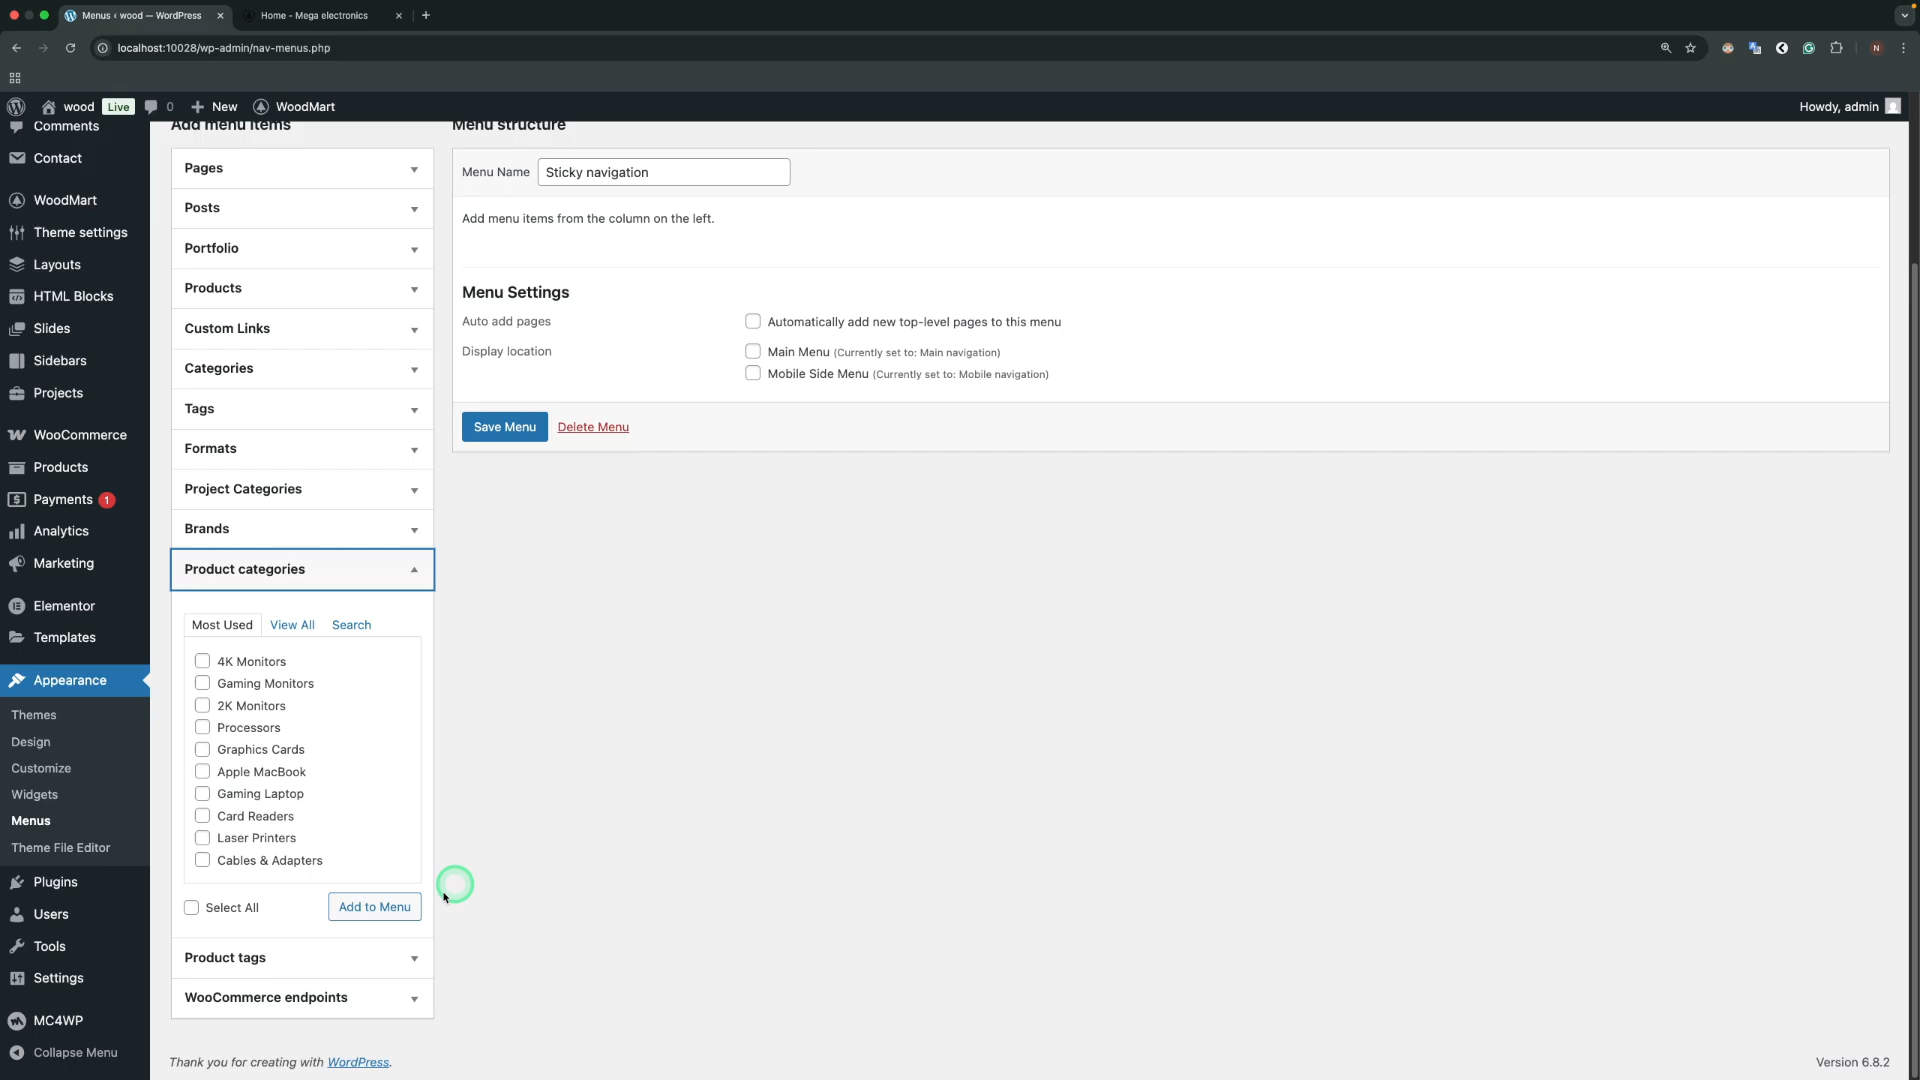 Menus ‹ wood — WordPress
Home - Mega electronics
localhost:10028/wp-admin/nav-menus.php
N
wood
Live
0
New
WoodMart
Howdy, admin
Comments
Contact
WoodMart
Theme settings
Layouts
HTML Blocks
Slides
Sidebars
Projects
WooCommerce
Products
Payments 1
Analytics
Marketing
Elementor
Templates
Appearance
Themes
Design
Customize
Widgets
Menus
Theme File Editor
Plugins
Users
Tools
Settings
MC4WP
Collapse Menu
Add menu items
Pages
Posts
Portfolio
Products
Custom Links
Categories
Tags
Formats
Project Categories
Brands
Product categories
Most Used View All Search
4K Monitors
Gaming Monitors
2K Monitors
Processors
Graphics Cards
Apple MacBook
Gaming Laptop
Card Readers
Laser Printers
Cables & Adapters
Select All
Add to Menu
Product tags
WooCommerce endpoints
Menu structure
Menu Name Sticky navigation
Add menu items from the column on the left.
Menu Settings
Auto add pages
Automatically add new top-level pages to this menu
Display location
Main Menu (Currently set to: Main navigation)
Mobile Side Menu (Currently set to: Mobile navigation)
Save Menu Delete Menu
Thank you for creating with WordPress.
Version 6.8.2